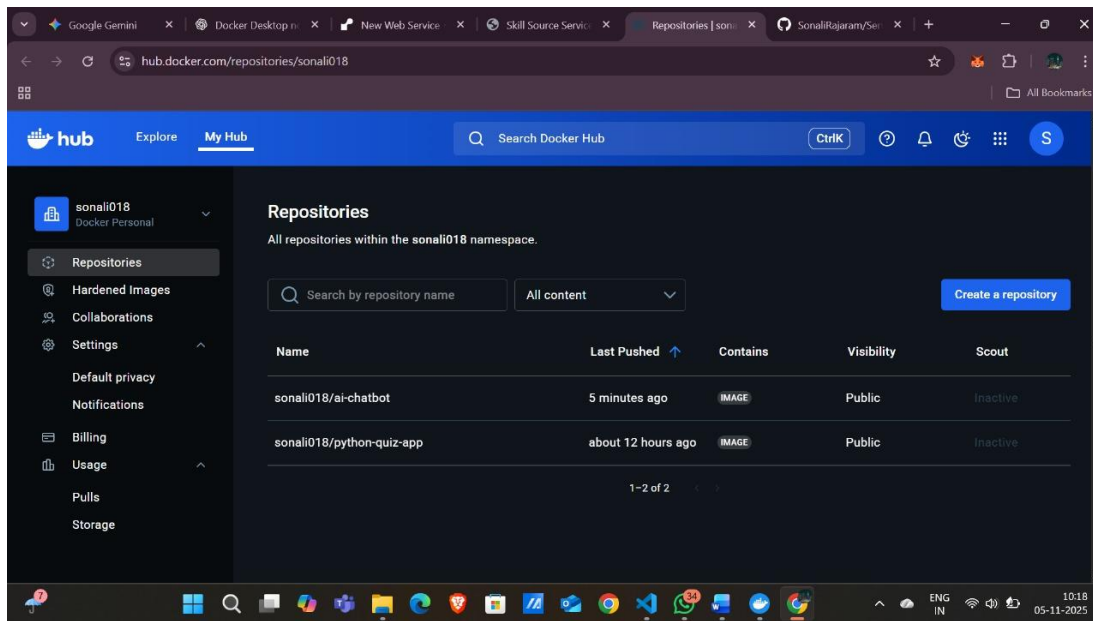 Google Gemini
Docker Desktop
New Web Service
Skill Source Servic
Repositories | son
SonaliRajaram/Ser
hub.docker.com/repositories/sonali018
All Bookmarks
hub
Explore
My Hub
Search Docker Hub
CtrlK
S
sonali018
Docker Personal
Repositories
Hardened Images
Collaborations
Settings
Default privacy
Notifications
Billing
Usage
Pulls
Storage
Repositories
All repositories within the sonali018 namespace.
Search by repository name
All content
Create a repository
Name Last Pushed Contains Visibility Scout
sonali018/ai-chatbot 5 minutes ago IMAGE Public Inactive
sonali018/python-quiz-app about 12 hours ago IMAGE Public Inactive
1–2 of 2
7
34
ENG
IN
10:18
05-11-2025